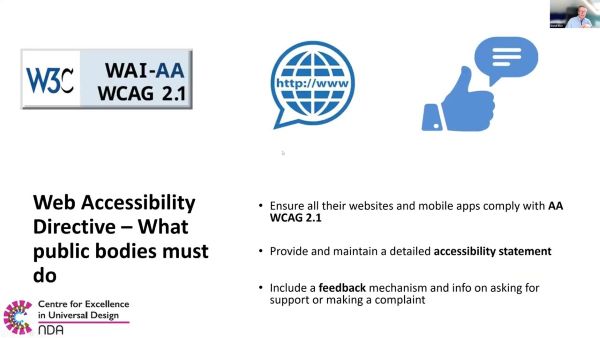 W3C WAI-AA
WCAG 2.1
http://www
Web Accessibility
Directive – What
public bodies must
do
• Ensure all their websites and mobile apps comply with AA
WCAG 2.1
• Provide and maintain a detailed accessibility statement
• Include a feedback mechanism and info on asking for
support or making a complaint
Centre for Excellence
in Universal Design
NDA